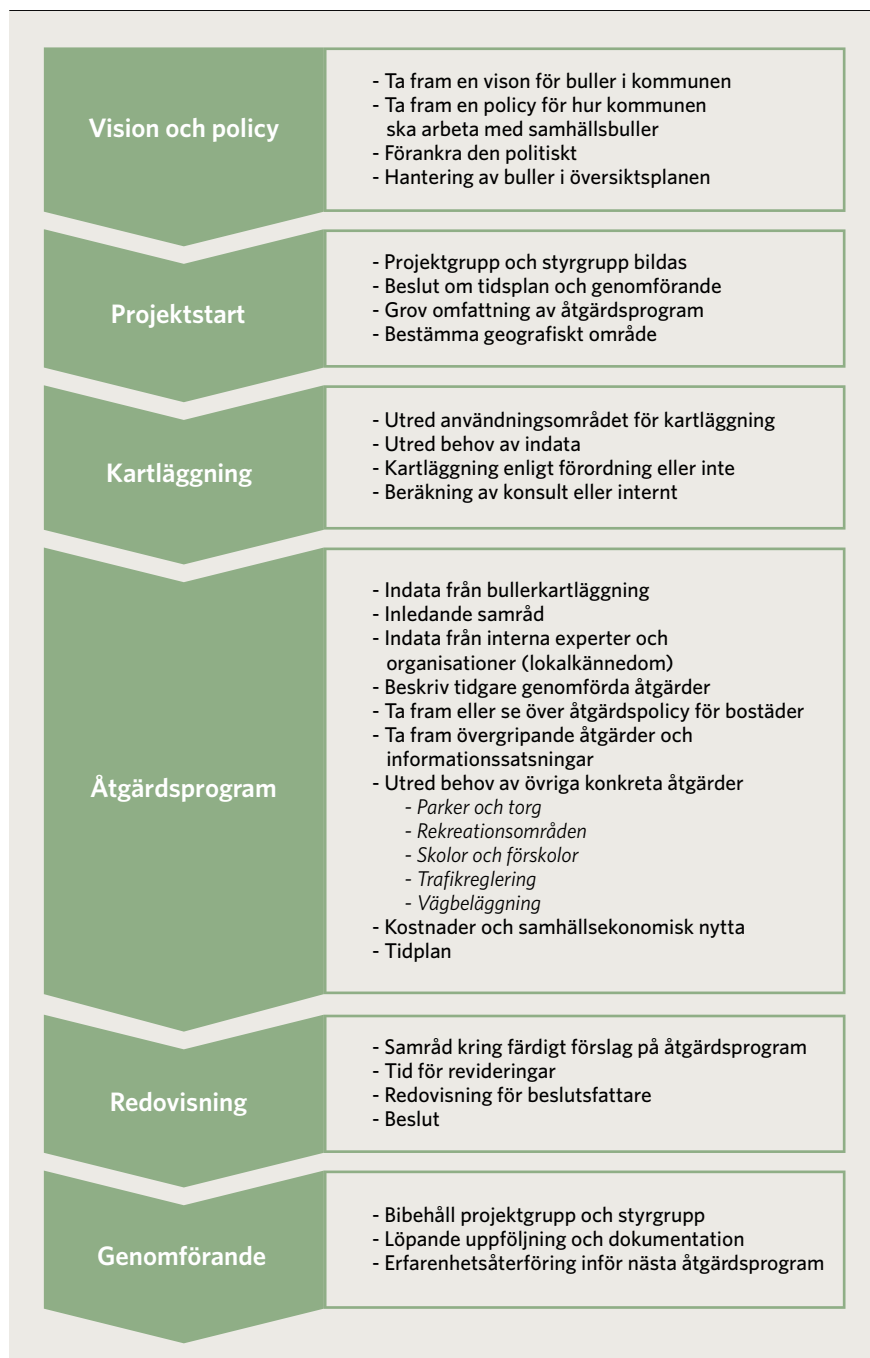 Vision och policy
- Ta fram en vison för buller i kommunen
- Ta fram en policy för hur kommunen
ska arbeta med samhällsbuller
- Förankra den politiskt
- Hantering av buller i översiktsplanen
Projektstart
- Projektgrupp och styrgrupp bildas
- Beslut om tidsplan och genomförande
- Grov omfattning av åtgärdsprogram
- Bestämma geografiskt område
Kartläggning
- Utred användningsområdet för kartläggning
- Utred behov av indata
- Kartläggning enligt förordning eller inte
- Beräkning av konsult eller internt
Åtgärdsprogram
- Indata från bullerkartläggning
- Inledande samråd
- Indata från interna experter och
organisationer (lokalkännedom)
- Beskriv tidgare genomförda åtgärder
- Ta fram eller se över åtgärdspolicy för bostäder
- Ta fram övergripande åtgärder och
informationssatsningar
- Utred behov av övriga konkreta åtgärder
- Parker och torg
- Rekreationsområden
- Skolor och förskolor
- Trafikreglering
- Vägbeläggning
- Kostnader och samhällsekonomisk nytta
- Tidplan
Redovisning
- Samråd kring färdigt förslag på åtgärdsprogram
- Tid för revideringar
- Redovisning för beslutsfattare
- Beslut
Genomförande
- Bibehåll projektgrupp och styrgrupp
- Löpande uppföljning och dokumentation
- Erfarenhetsåterföring inför nästa åtgärdsprogram